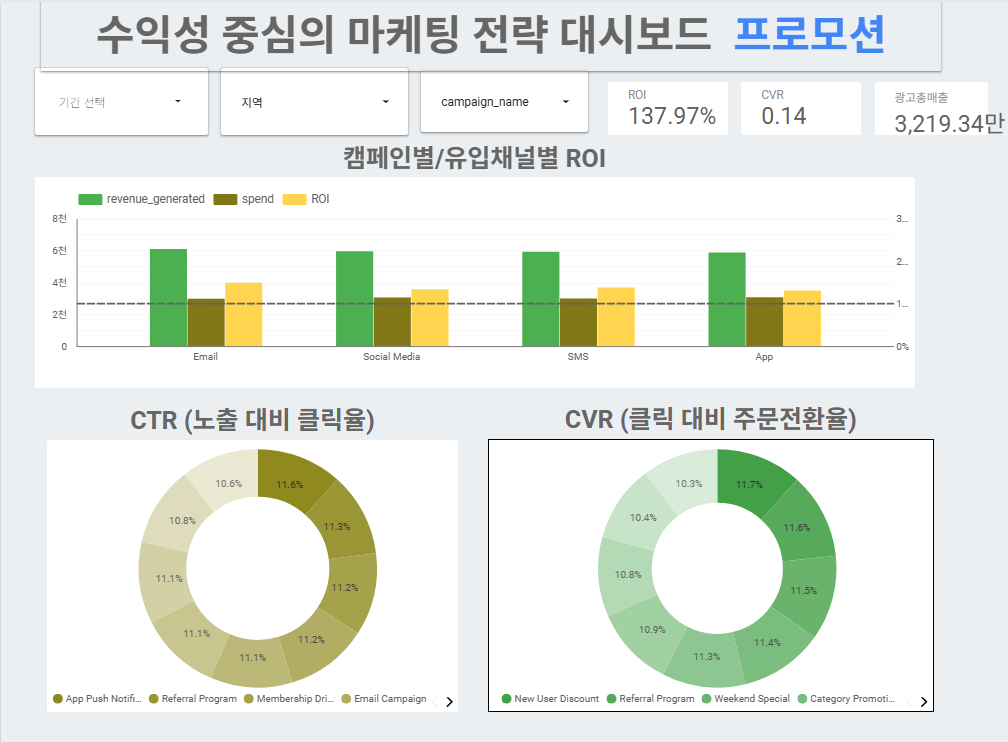 수익성 중심의 마케팅 전략 대시보드 프로모션
기간 선택
지역
campaign_name
ROI
137.97%
CVR
0.14
광고총매출
3,219.34만
캠페인별/유입채널별 ROI
revenue_generated spend ROI
8천
6천
4천
2천
0
3...
2...
1...
0%
Email Social Media SMS App
CTR (노출 대비 클릭율)
11.6%
11.3%
11.2%
11.2%
11.1%
11.1%
11.1%
10.8%
10.6%
App Push Notifi... Referral Program Membership Dri... Email Campaign
CVR (클릭 대비 주문전환율)
11.7%
11.6%
11.5%
11.4%
11.3%
10.9%
10.8%
10.4%
10.3%
New User Discount Referral Program Weekend Special Category Promoti...